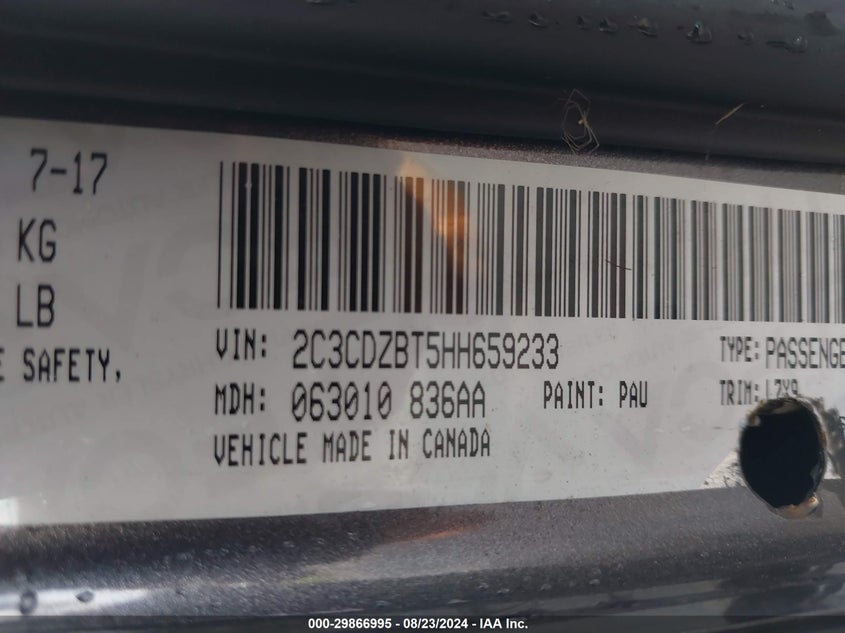 7-17
KG
LB
E SAFETY,
VIN: 2C3CDZBT5HH659233
MDH: 063010 836AA
PAINT: PAU
VEHICLE MADE IN CANADA
TYPE: PASSENGE
TRIM:
000-29866995 - 08/23/2024 - IAA Inc.